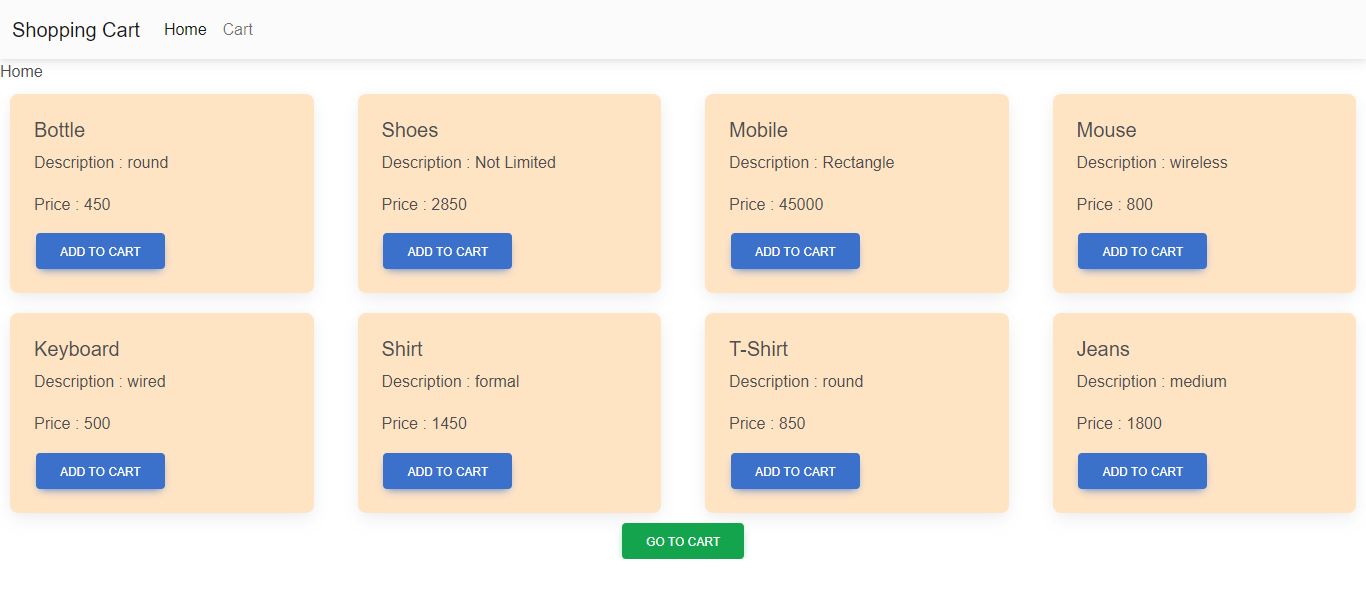 Shopping Cart Home Cart
Home
Bottle
Description : round
Price : 450
ADD TO CART
Shoes
Description : Not Limited
Price : 2850
ADD TO CART
Mobile
Description : Rectangle
Price : 45000
ADD TO CART
Mouse
Description : wireless
Price : 800
ADD TO CART
Keyboard
Description : wired
Price : 500
ADD TO CART
Shirt
Description : formal
Price : 1450
ADD TO CART
T-Shirt
Description : round
Price : 850
ADD TO CART
Jeans
Description : medium
Price : 1800
ADD TO CART
GO TO CART